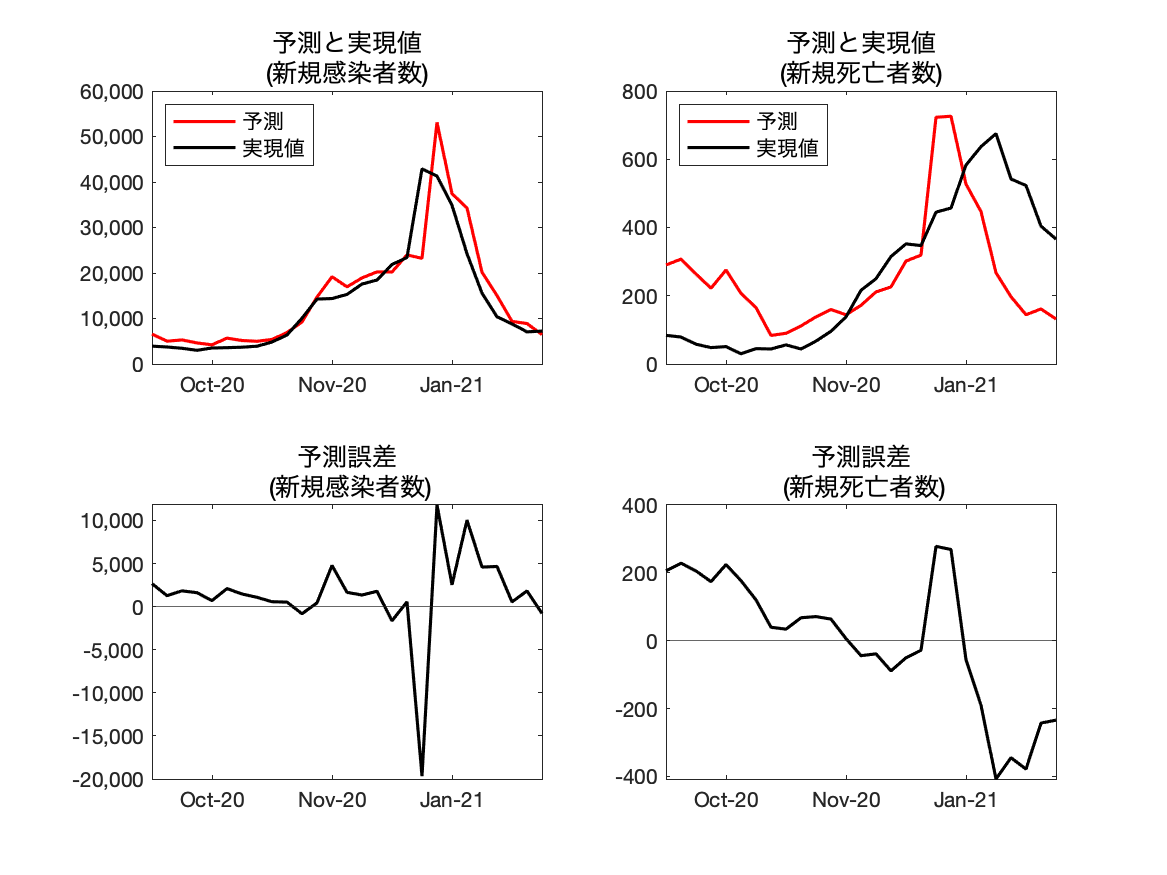 予測と実現値
(新規感染者数)
60,000
50,000
40,000
30,000
20,000
10,000
0
予測
実現値
Oct-20
Nov-20
Jan-21
予測と実現値
(新規死亡者数)
800
600
400
200
0
予測
実現値
Oct-20
Nov-20
Jan-21
予測誤差
(新規感染者数)
10,000
5,000
0
-5,000
-10,000
-15,000
-20,000
Oct-20
Nov-20
Jan-21
予測誤差
(新規死亡者数)
400
200
0
-200
-400
Oct-20
Nov-20
Jan-21